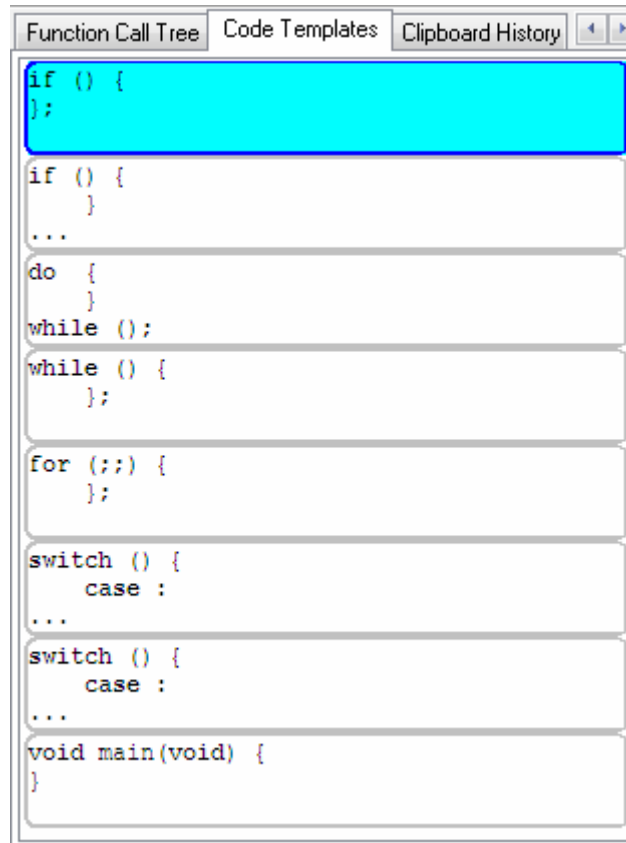 Function Call Tree Code Templates Clipboard History
if () {
};
if () {
    }
...
do  {
    }
while ();
while () {
    };
for (;;) {
    };
switch () {
    case :
...
switch () {
    case :
...
void main(void) {
}